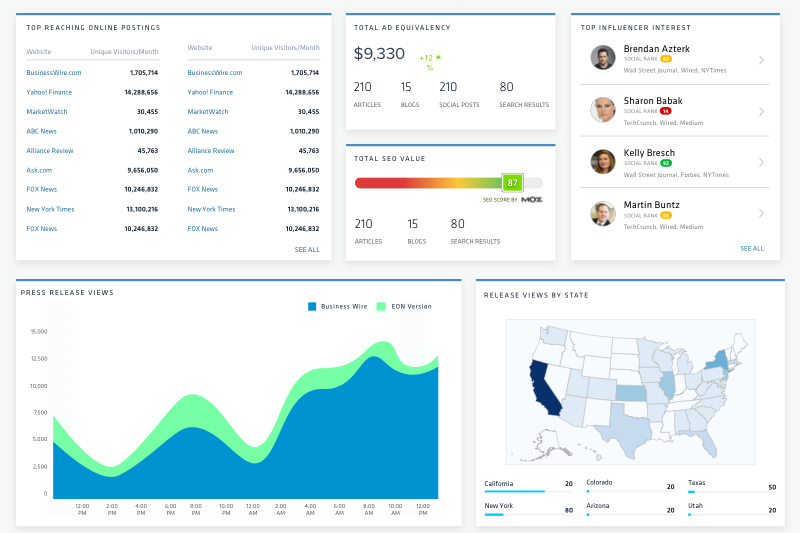 TOP REACHING ONLINE POSTINGS
Website Unique Visitors/Month
BusinessWire.com 1,705,714
Yahoo! Finance 14,288,656
MarketWatch 30,455
ABC News 1,010,290
Alliance Review 45,763
Ask.com 9,656,050
FOX News 10,246,832
New York Times 13,100,216
FOX News 10,246,832
Website Unique Visitors/Month
BusinessWire.com 1,705,714
Yahoo! Finance 14,288,656
MarketWatch 30,455
ABC News 1,010,290
Alliance Review 45,763
Ask.com 9,656,050
FOX News 10,246,832
New York Times 13,100,216
FOX News 10,246,832
SEE ALL
TOTAL AD EQUIVALENCY
$9,330 +12
%
210 15 210 80
ARTICLES BLOGS SOCIAL POSTS SEARCH RESULTS
TOTAL SEO VALUE
87
SEO SCORE BY MOZ
210 15 80
ARTICLES BLOGS SEARCH RESULTS
TOP INFLUENCER INTEREST
Brendan Azterk
SOCIAL RANK
Wall Street Journal, Wired, NYTimes
Sharon Babak
SOCIAL RANK 14
TechCrunch, Wired, Medium
Kelly Bresch
SOCIAL RANK 92
Wall Street Journal, Forbes, NYTimes
Martin Buntz
SOCIAL RANK
TechCrunch, Wired, Medium
SEE ALL
PRESS RELEASE VIEWS
Business Wire EON Version
15,000
12,500
10,000
7,500
5,000
2,500
0
12:00 2:00 4:00 6:00 8:00 10:00 12:00 2:00 4:00 6:00 8:00 10:00 12:00
PM PM PM PM PM PM AM AM AM AM AM AM PM
RELEASE VIEWS BY STATE
California 20
Colorado 20
Texas 50
New York 80
Arizona 20
Utah 20